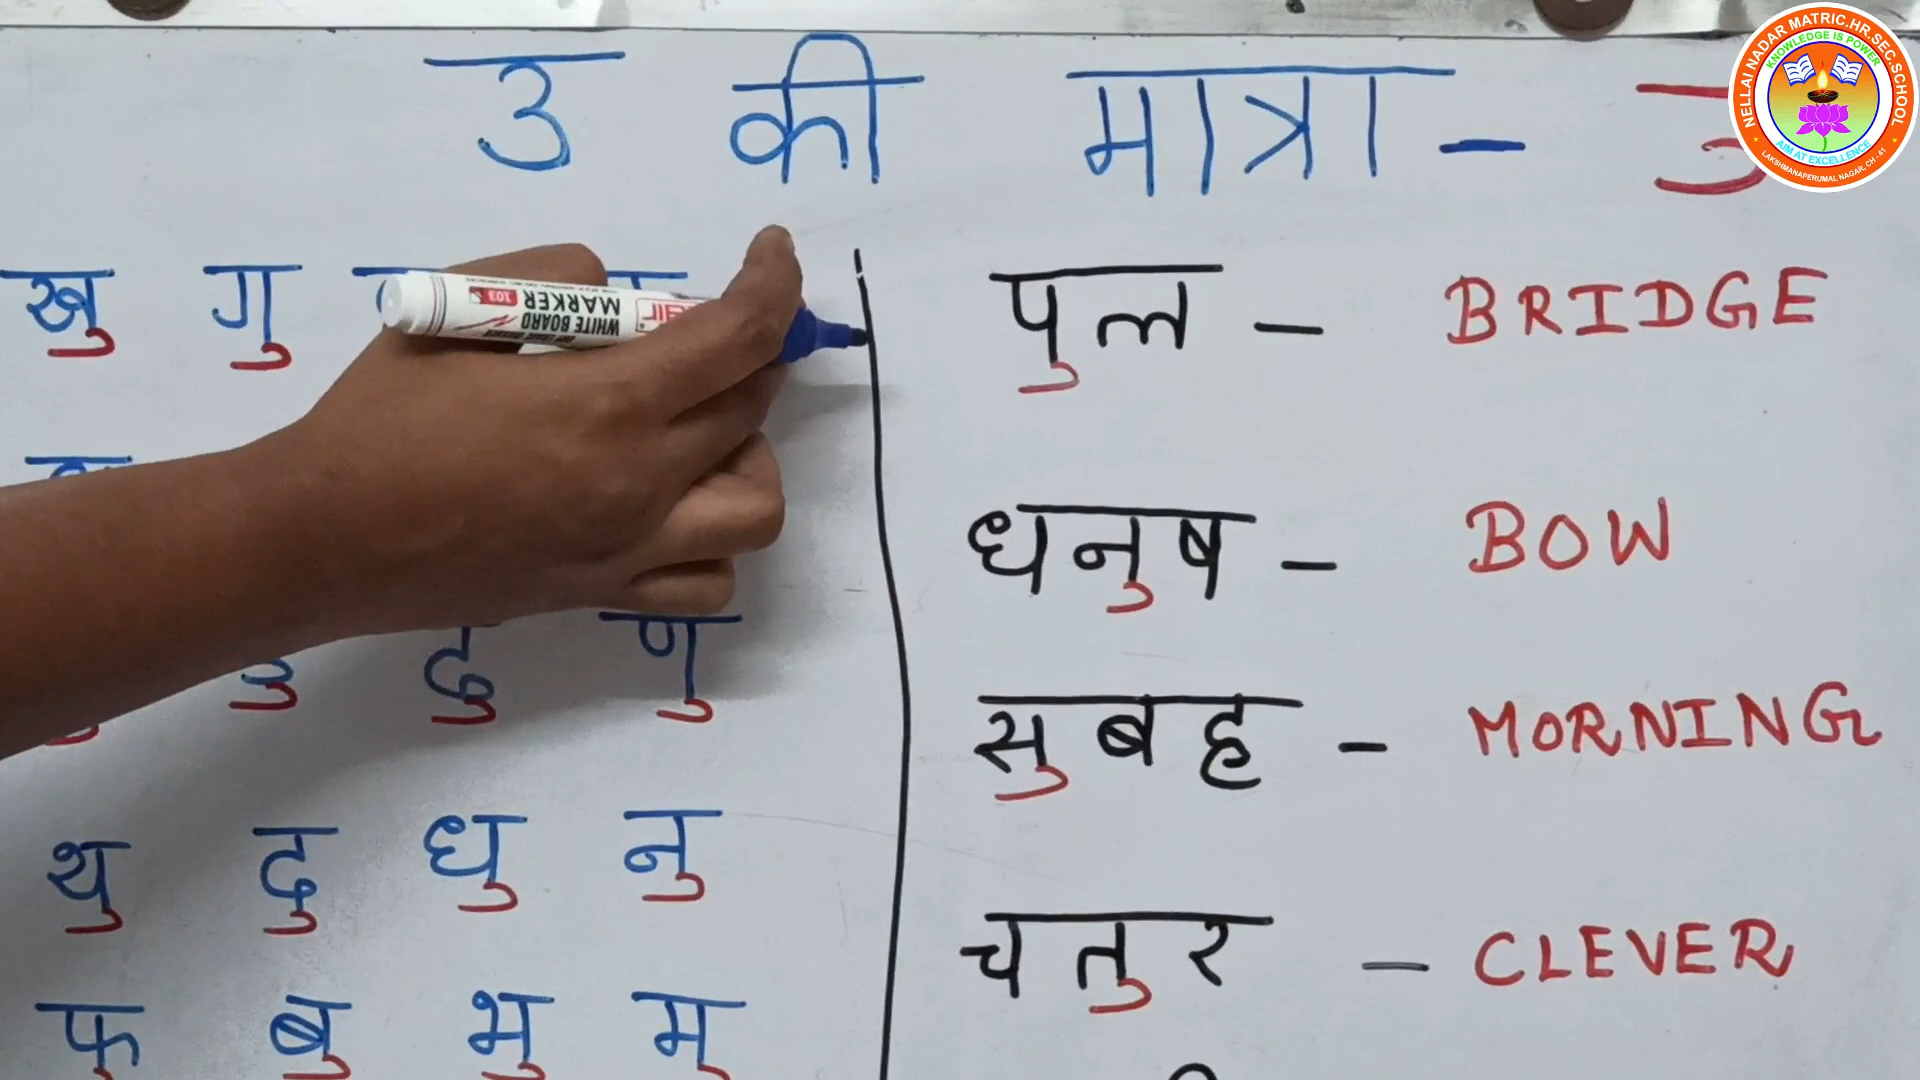 उ की मात्रा - उ
खु गु
पुल - BRIDGE
धनुष - BOW
ढु णु
सुबह - MORNING
थु दु धु नु
चतुर - CLEVER
फु बु भु मु
WHITE BOARD
MARKER
103
NELLAI NADAR MATRIC.HR.SEC.SCHOOL
KNOWLEDGE IS POWER
AIM AT EXCELLENCE
LAKSHMANAPERUMAL NAGAR, CH - 41